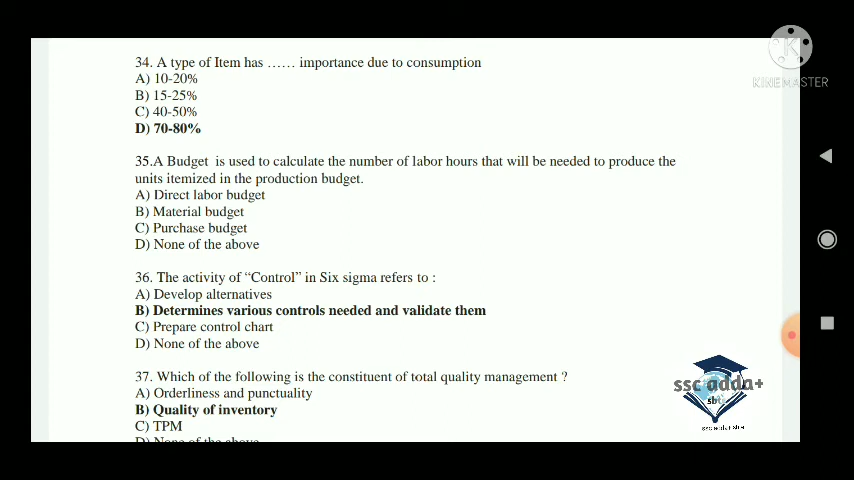 34. A type of Item has ...... importance due to consumption
A) 10-20%
B) 15-25%
C) 40-50%
D) 70-80%
35.A Budget is used to calculate the number of labor hours that will be needed to produce the
units itemized in the production budget.
A) Direct labor budget
B) Material budget
C) Purchase budget
D) None of the above
36. The activity of “Control” in Six sigma refers to :
A) Develop alternatives
B) Determines various controls needed and validate them
C) Prepare control chart
D) None of the above
37. Which of the following is the constituent of total quality management ?
A) Orderliness and punctuality
B) Quality of inventory
C) TPM
D) None of the above
K
KINEMASTER
ssc adda+